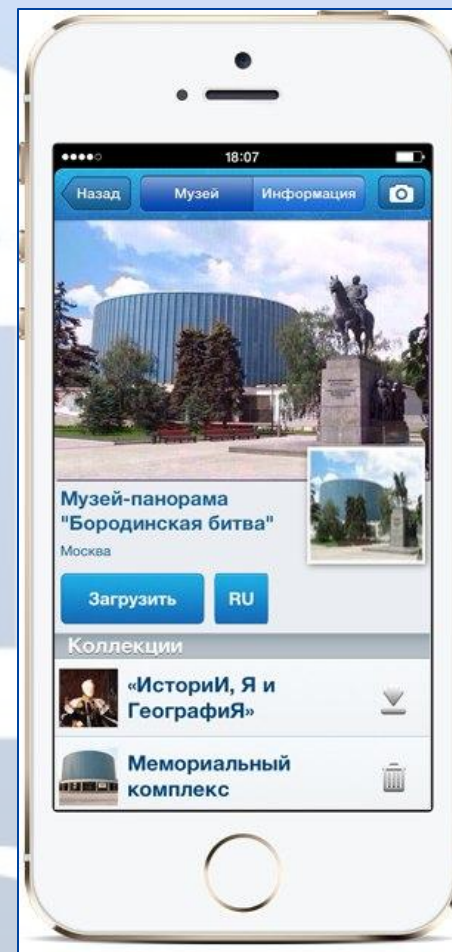 18:07
Назад Музей Информация
Музей-панорама
"Бородинская битва"
Москва
Загрузить RU
Коллекции
«ИсториИ, Я и
ГеографиЯ»
Мемориальный
комплекс